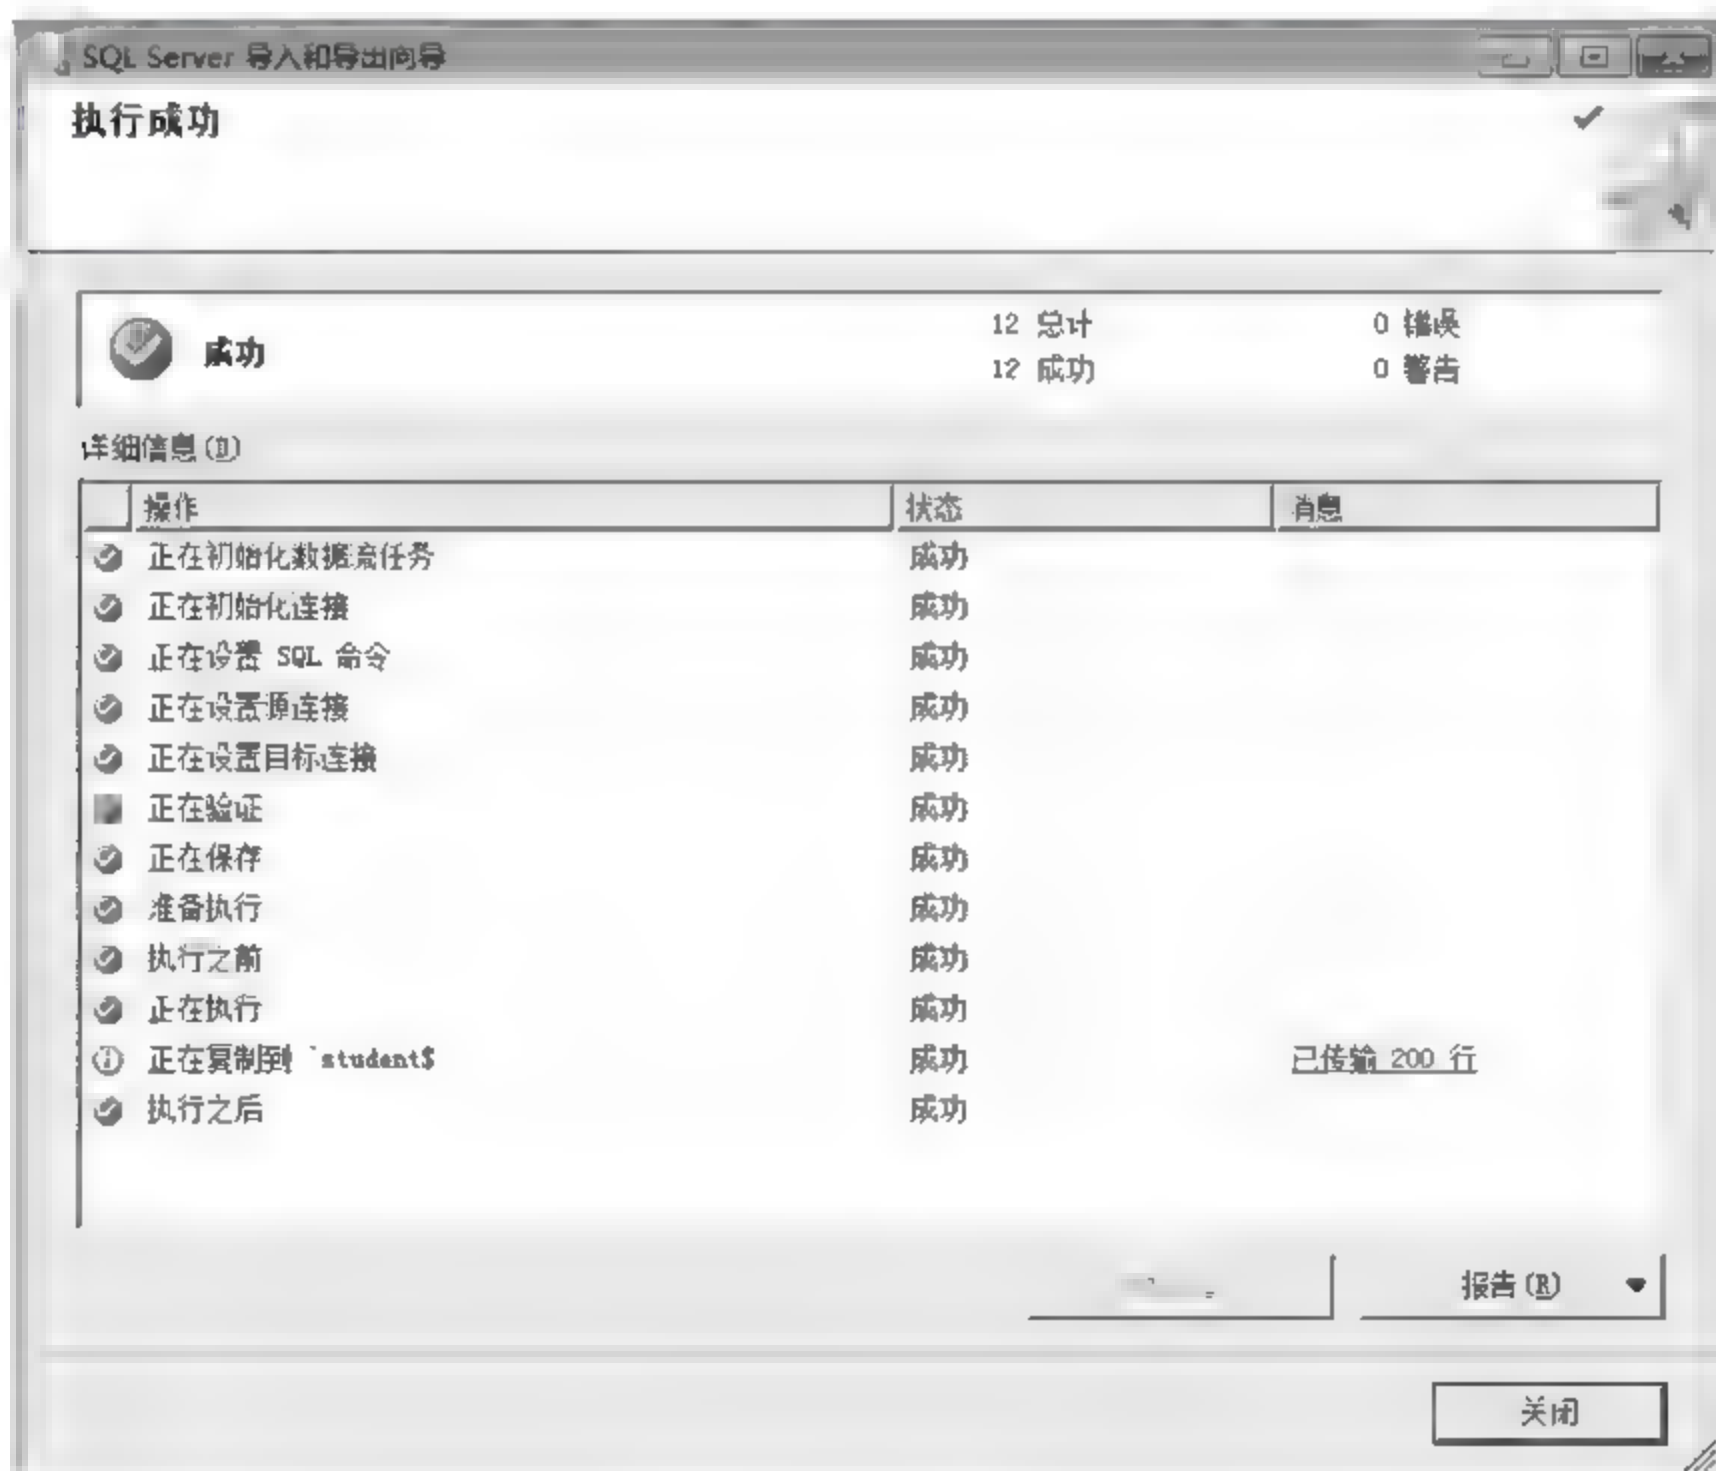 SQL Server 导入和导出向导
执行成功
成功
12 总计
0 错误
12 成功
0 警告
详细信息(D)
操作 状态 消息
正在初始化数据流任务 成功
正在初始化连接 成功
正在设置 SQL 命令 成功
正在设置源连接 成功
正在设置目标连接 成功
正在验证 成功
正在保存 成功
准备执行 成功
执行之前 成功
正在执行 成功
正在复制到 `student$ 成功 已传输 200 行
执行之后 成功
报告(R)
关闭